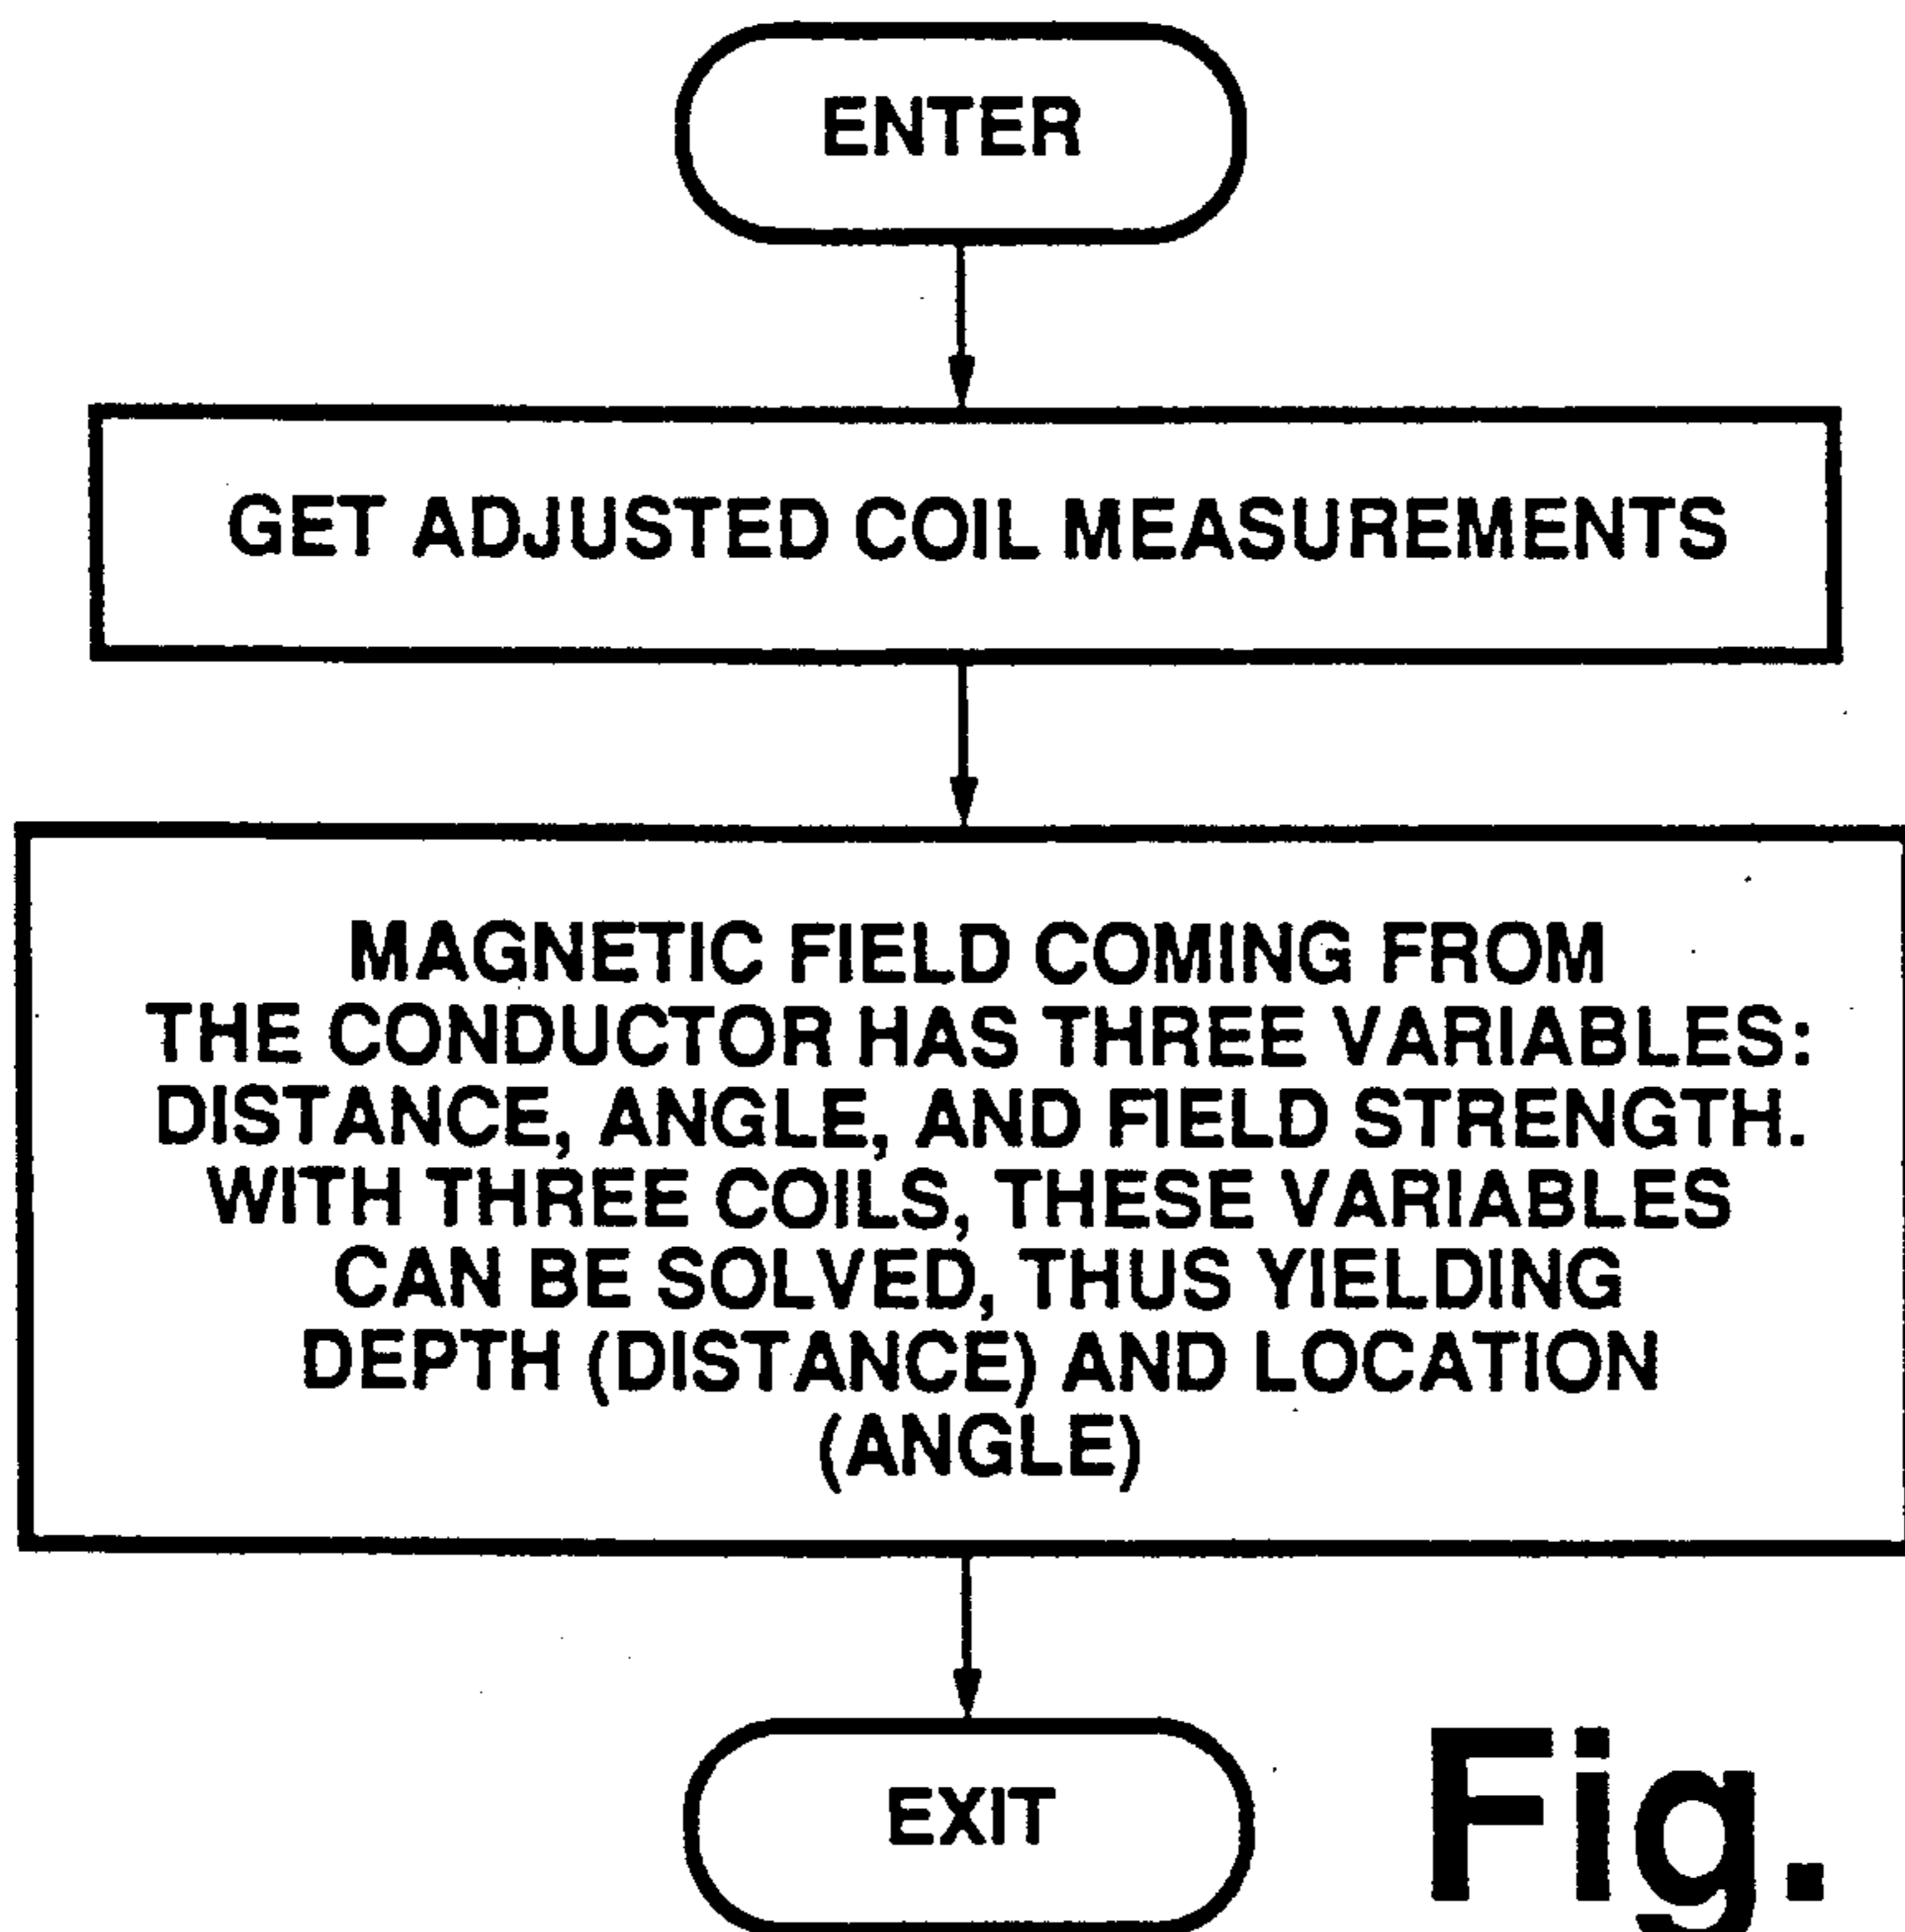 ENTER
GET ADJUSTED COIL MEASUREMENTS
MAGNETIC FIELD COMING FROM
THE CONDUCTOR HAS THREE VARIABLES:
DISTANCE, ANGLE, AND FIELD STRENGTH.
WITH THREE COILS, THESE VARIABLES
CAN BE SOLVED, THUS YIELDING
DEPTH (DISTANCE) AND LOCATION
(ANGLE)
EXIT
Fig.